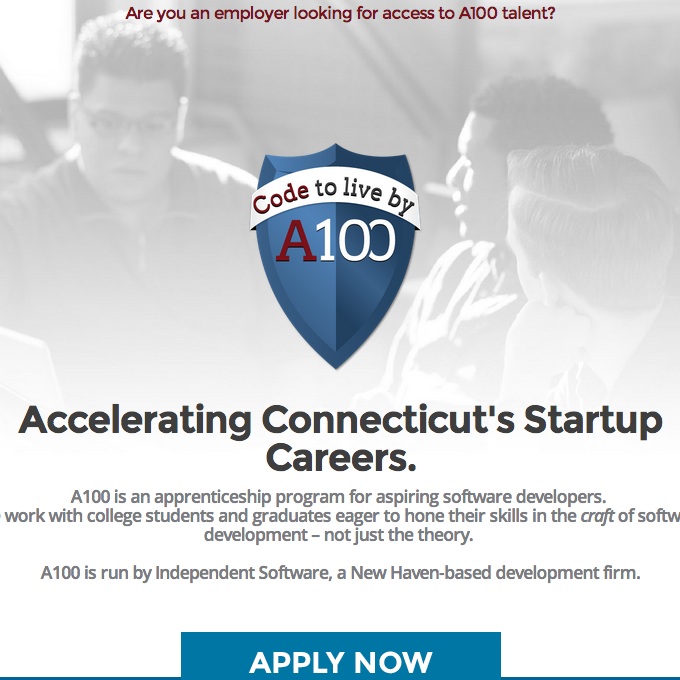 Are you an employer looking for access to A100 talent?
Code to live by
A100
Accelerating Connecticut's Startup
Careers.
A100 is an apprenticeship program for aspiring software developers.
work with college students and graduates eager to hone their skills in the craft of softw
development – not just the theory.
A100 is run by Independent Software, a New Haven-based development firm.
APPLY NOW